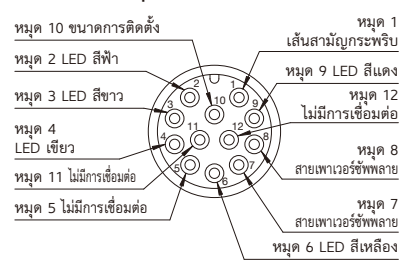 หมุด 10 ขนาดการติดตั้ง
หมุด 2 LED สีฟ้า
หมุด 3 LED สีขาว
หมุด 4
LED เขียว
หมุด 11 ไม่มีการเชื่อมต่อ
หมุด 5 ไม่มีการเชื่อมต่อ
หมุด 1
เส้นสามัญกระพริบ
หมุด 9 LED สีแดง
หมุด 12
ไม่มีการเชื่อมต่อ
หมุด 8
สายเพาเวอร์ซัพพลาย
หมุด 7
สายเพาเวอร์ซัพพลาย
หมุด 6 LED สีเหลือง
2
1
3
10
9
11
12
4
8
5
7
6